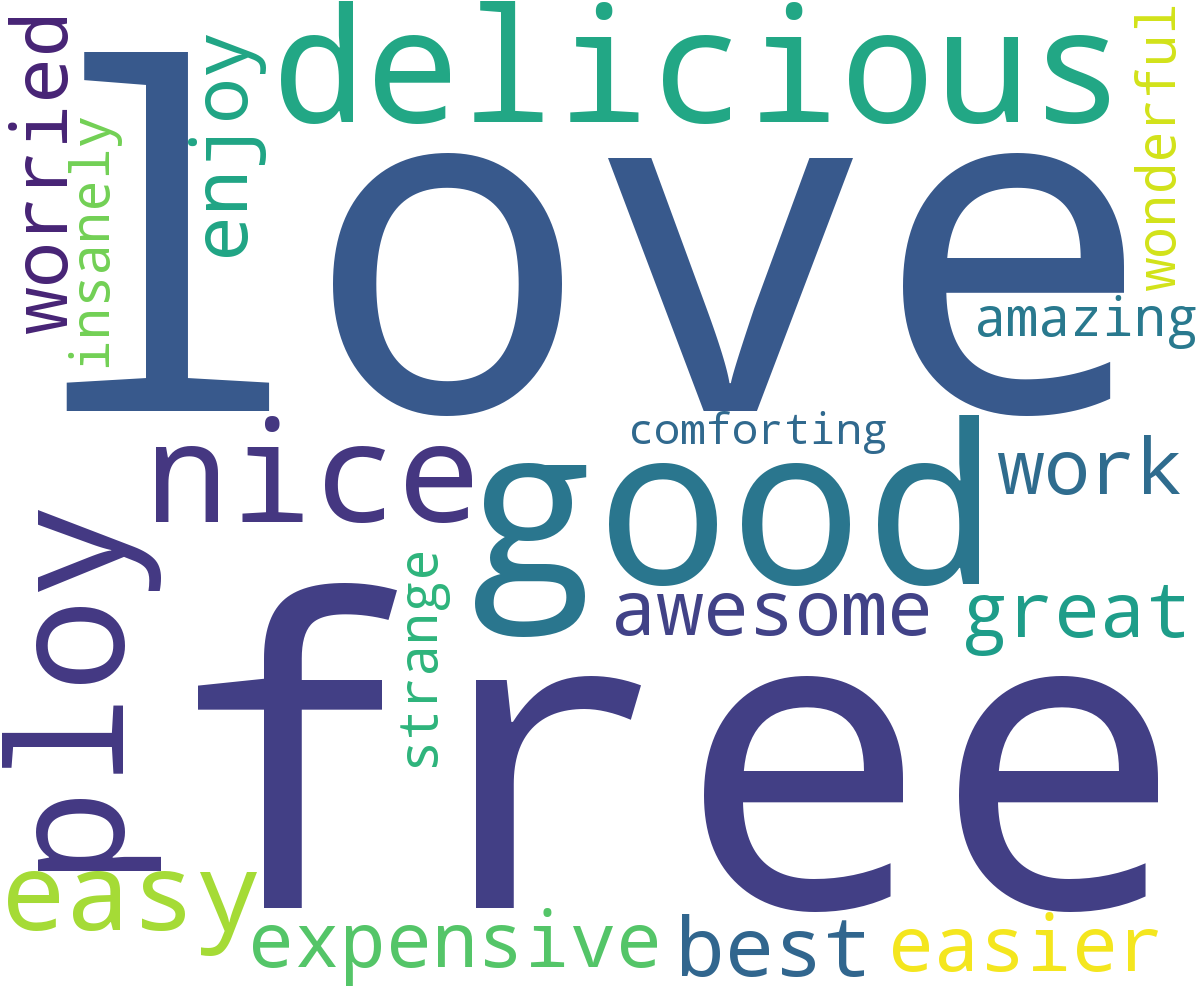 delicious
worried
enjoy
wonderful
insanely
love
amazing
comforting
nice
good
work
ploy
strange
awesome
great
free
easy
expensive
best
easier